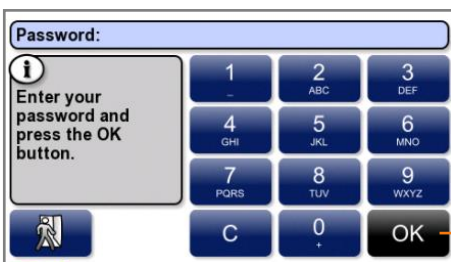 Password:
i
Enter your
password and
press the OK
button.
1
_
2
ABC
3
DEF
4
GHI
5
JKL
6
MNO
7
PQRS
8
TUV
9
WXYZ
C
0
+
OK